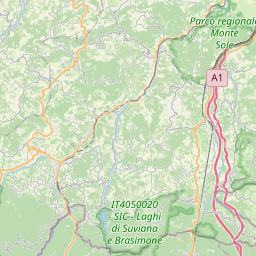 Parco regionale
Monte
Sole
A1
IT4050020
- SIC - Laghi
di Suviana
e Brasimone